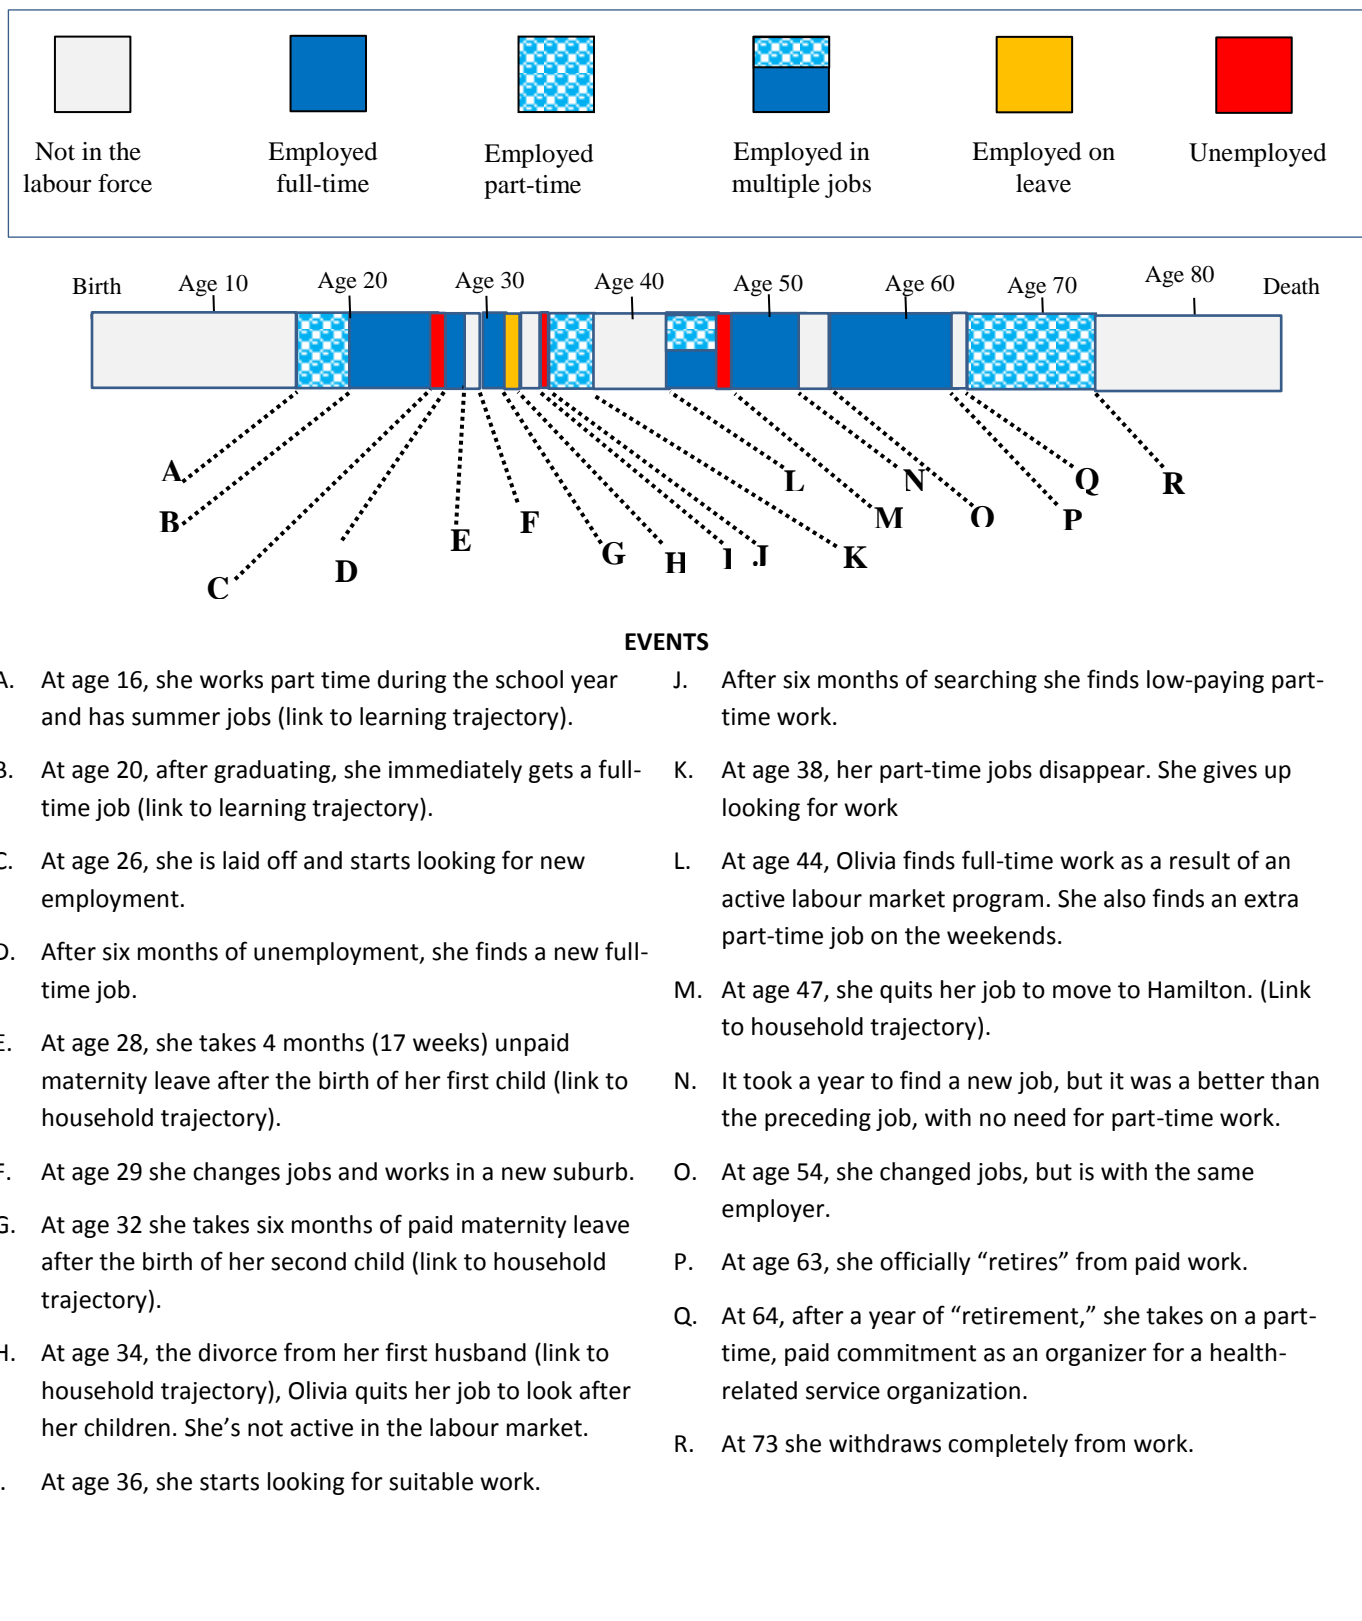 Not in the
labour force
Employed
full-time
Employed
part-time
Employed in
multiple jobs
Employed on
leave
Unemployed
Birth
Age 10
Age 20
Age 30
Age 40
Age 50
Age 60
Age 70
Age 80
Death
A
B
C
D
E
F
G
H
I
J
K
L
M
N
O
P
Q
R
EVENTS
A. At age 16, she works part time during the school year
and has summer jobs (link to learning trajectory).
B. At age 20, after graduating, she immediately gets a full-
time job (link to learning trajectory).
C. At age 26, she is laid off and starts looking for new
employment.
D. After six months of unemployment, she finds a new full-
time job.
E. At age 28, she takes 4 months (17 weeks) unpaid
maternity leave after the birth of her first child (link to
household trajectory).
F. At age 29 she changes jobs and works in a new suburb.
G. At age 32 she takes six months of paid maternity leave
after the birth of her second child (link to household
trajectory).
H. At age 34, the divorce from her first husband (link to
household trajectory), Olivia quits her job to look after
her children. She’s not active in the labour market.
. At age 36, she starts looking for suitable work.
J. After six months of searching she finds low-paying part-
time work.
K. At age 38, her part-time jobs disappear. She gives up
looking for work
L. At age 44, Olivia finds full-time work as a result of an
active labour market program. She also finds an extra
part-time job on the weekends.
M. At age 47, she quits her job to move to Hamilton. (Link
to household trajectory).
N. It took a year to find a new job, but it was a better than
the preceding job, with no need for part-time work.
O. At age 54, she changed jobs, but is with the same
employer.
P. At age 63, she officially “retires” from paid work.
Q. At 64, after a year of “retirement,” she takes on a part-
time, paid commitment as an organizer for a health-
related service organization.
R. At 73 she withdraws completely from work.